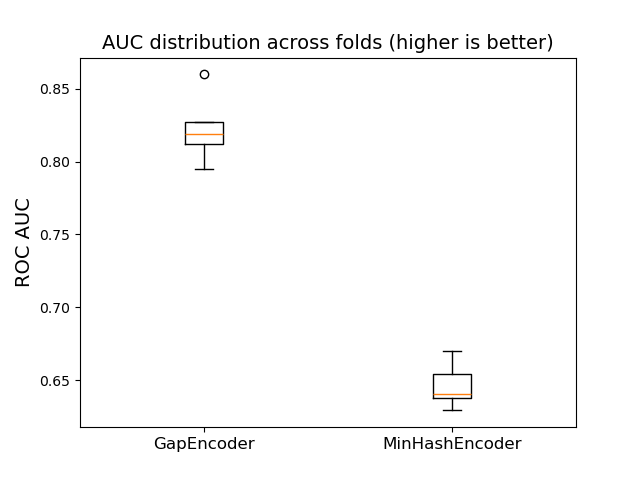 AUC distribution across folds (higher is better)
ROC AUC
0.85
0.80
0.75
0.70
0.65
GapEncoder
MinHashEncoder